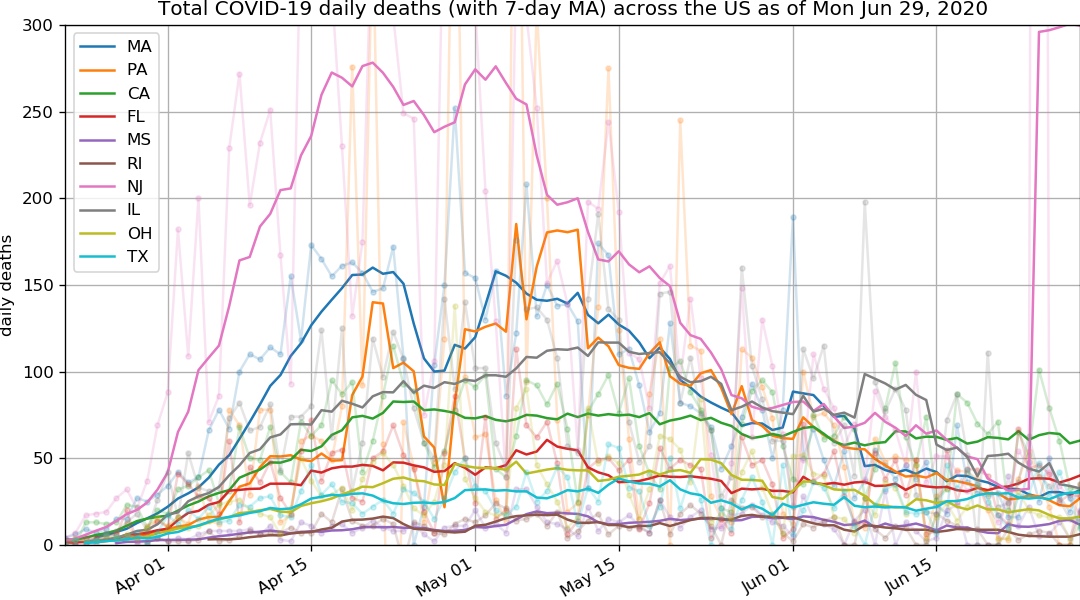 Total COVID-19 daily deaths (with 7-day MA) across the US as of Mon Jun 29, 2020
300
250
200
150
100
50
0
daily deaths
MA
PA
CA
FL
MS
RI
NJ
IL
OH
TX
Apr 01
Apr 15
May 01
May 15
Jun 01
Jun 15